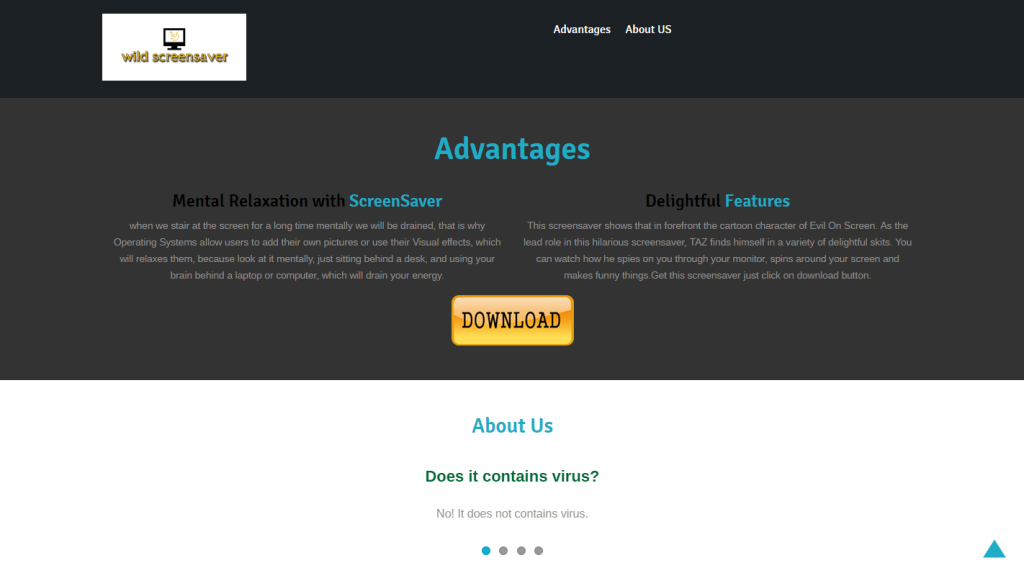 wild screensaver
Advantages About US
Advantages
Mental Relaxation with ScreenSaver
when we stair at the screen for a long time mentally we will be drained, that is why
Operating Systems allow users to add their own pictures or use their Visual effects, which
will relaxes them, because look at it mentally, just sitting behind a desk, and using your
brain behind a laptop or computer, which will drain your energy.
Delightful Features
This screensaver shows that in forefront the cartoon character of Evil On Screen. As the
lead role in this hilarious screensaver, TAZ finds himself in a variety of delightful skits. You
can watch how he spies on you through your monitor, spins around your screen and
makes funny things.Get this screensaver just click on download button.
DOWNLOAD
About Us
Does it contains virus?
No! It does not contains virus.